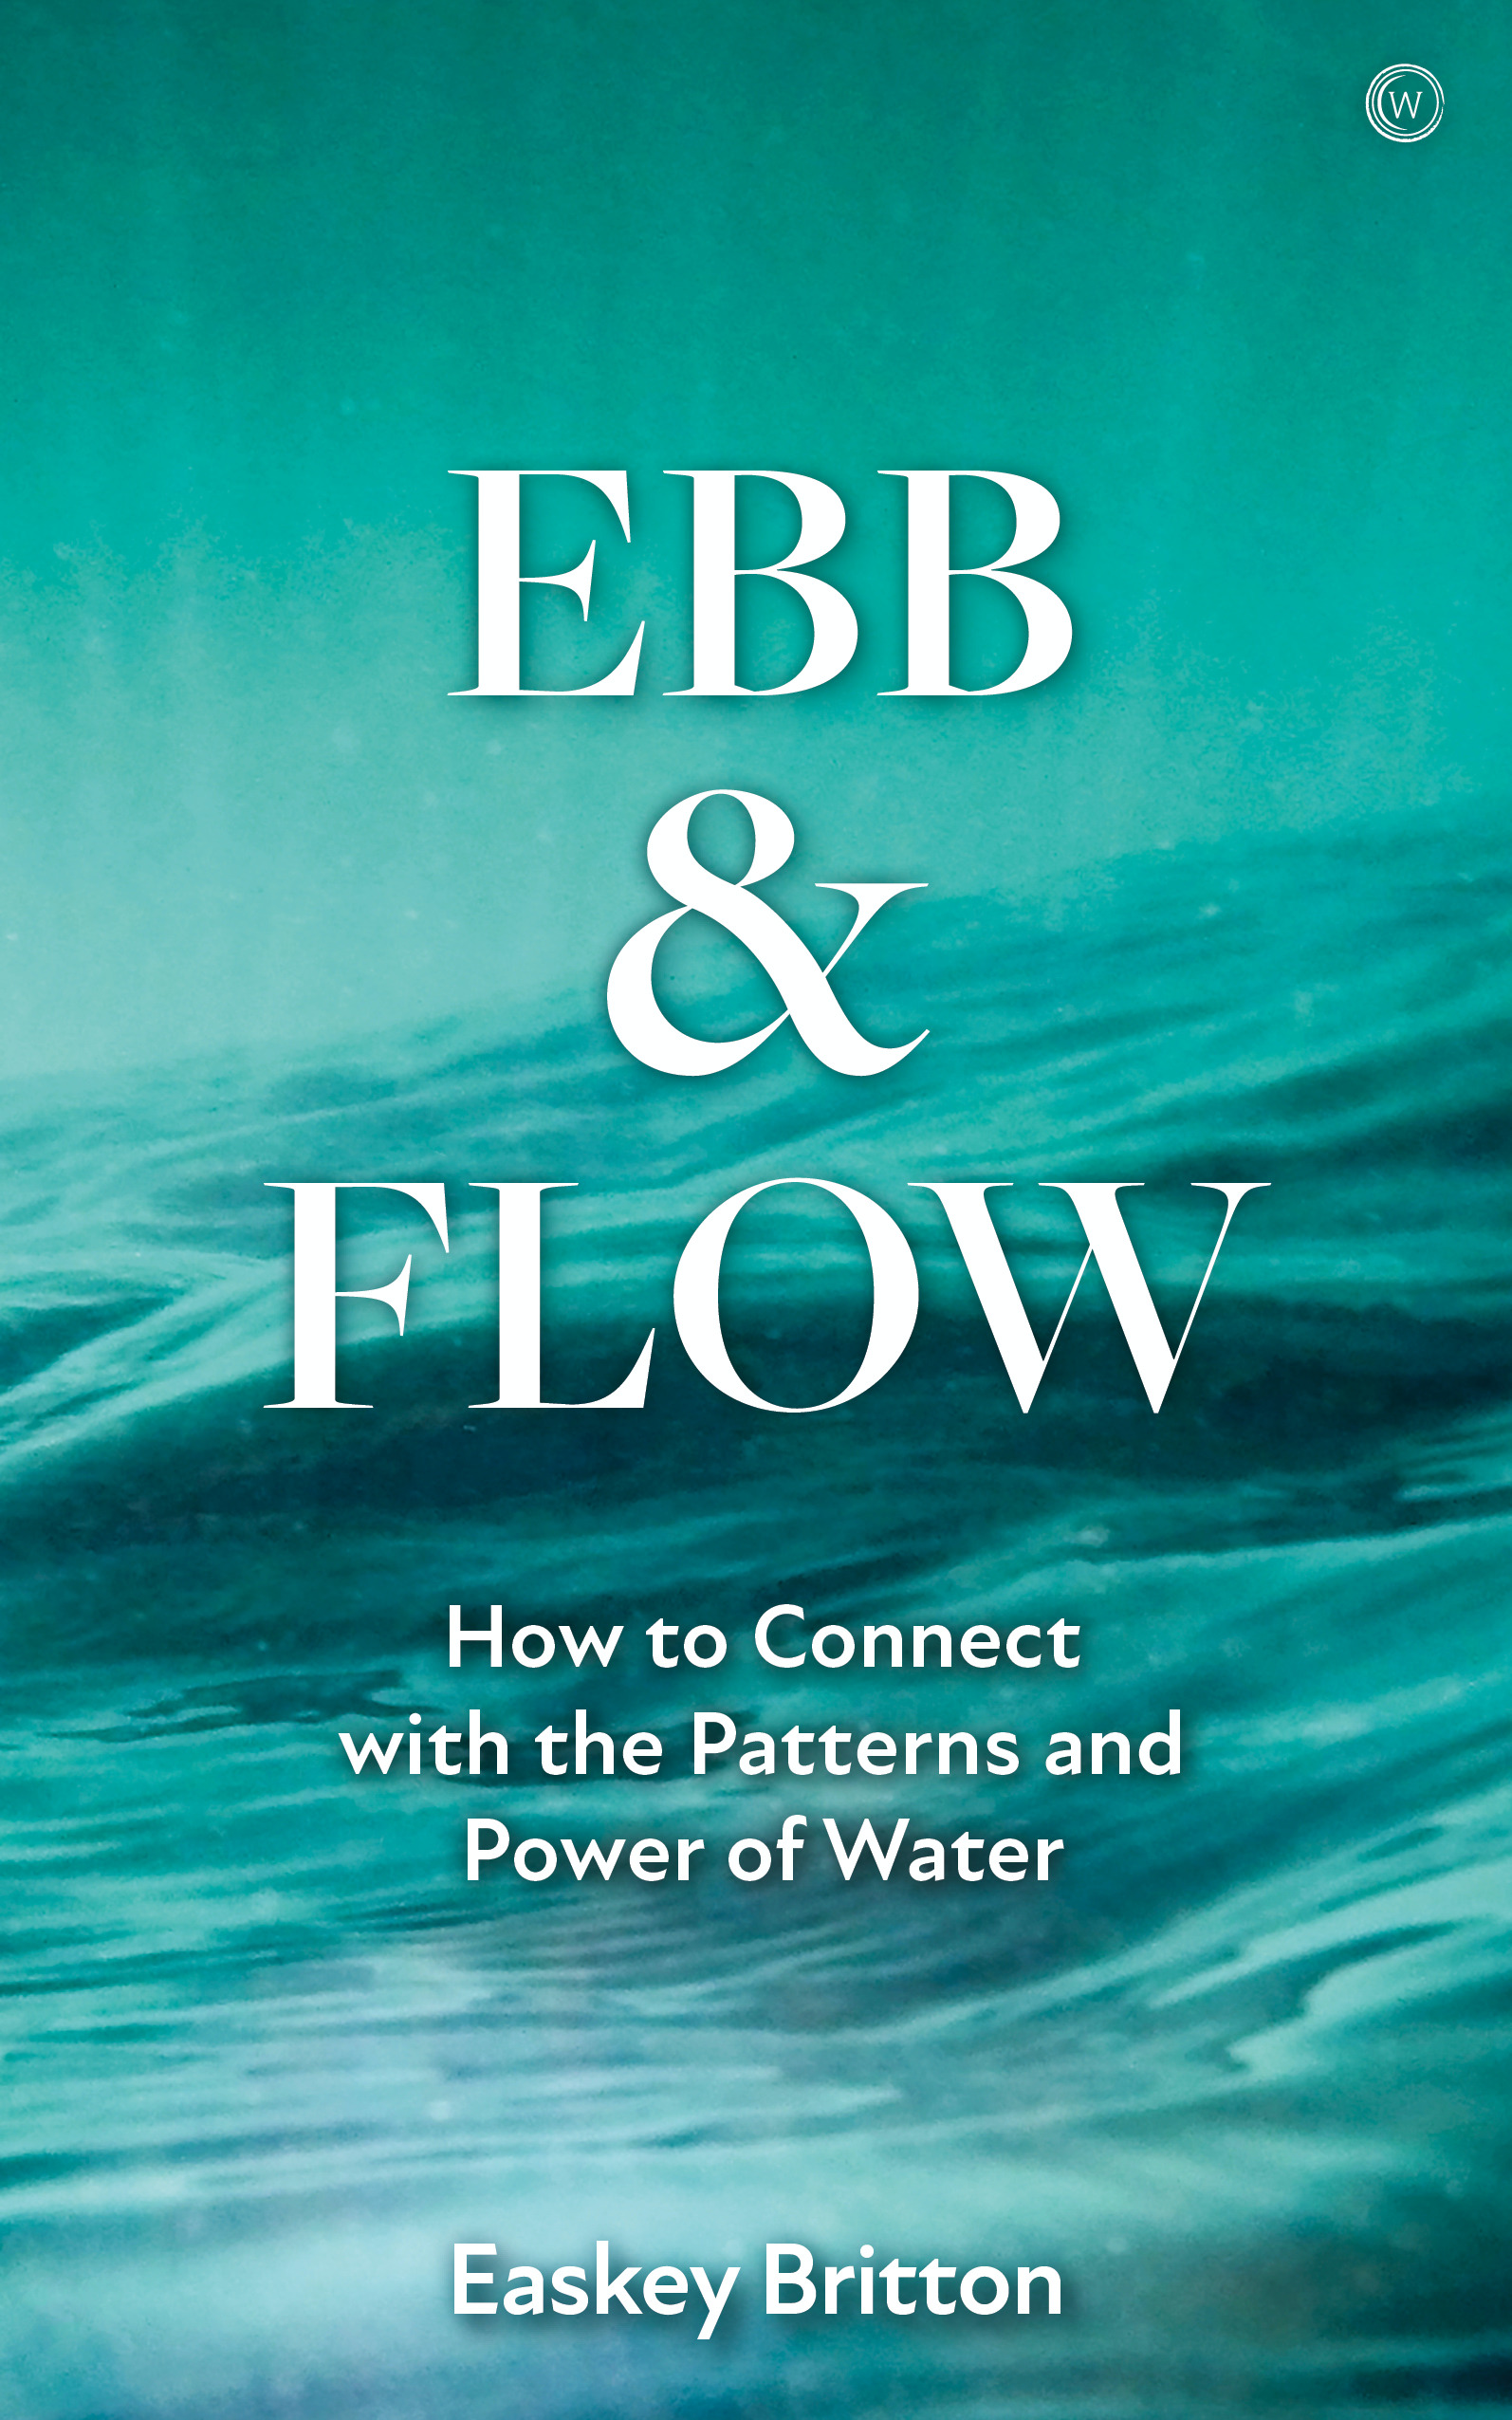 W
EBB
&
FLOW
How to Connect
with the Patterns and
Power of Water
Easkey Britton